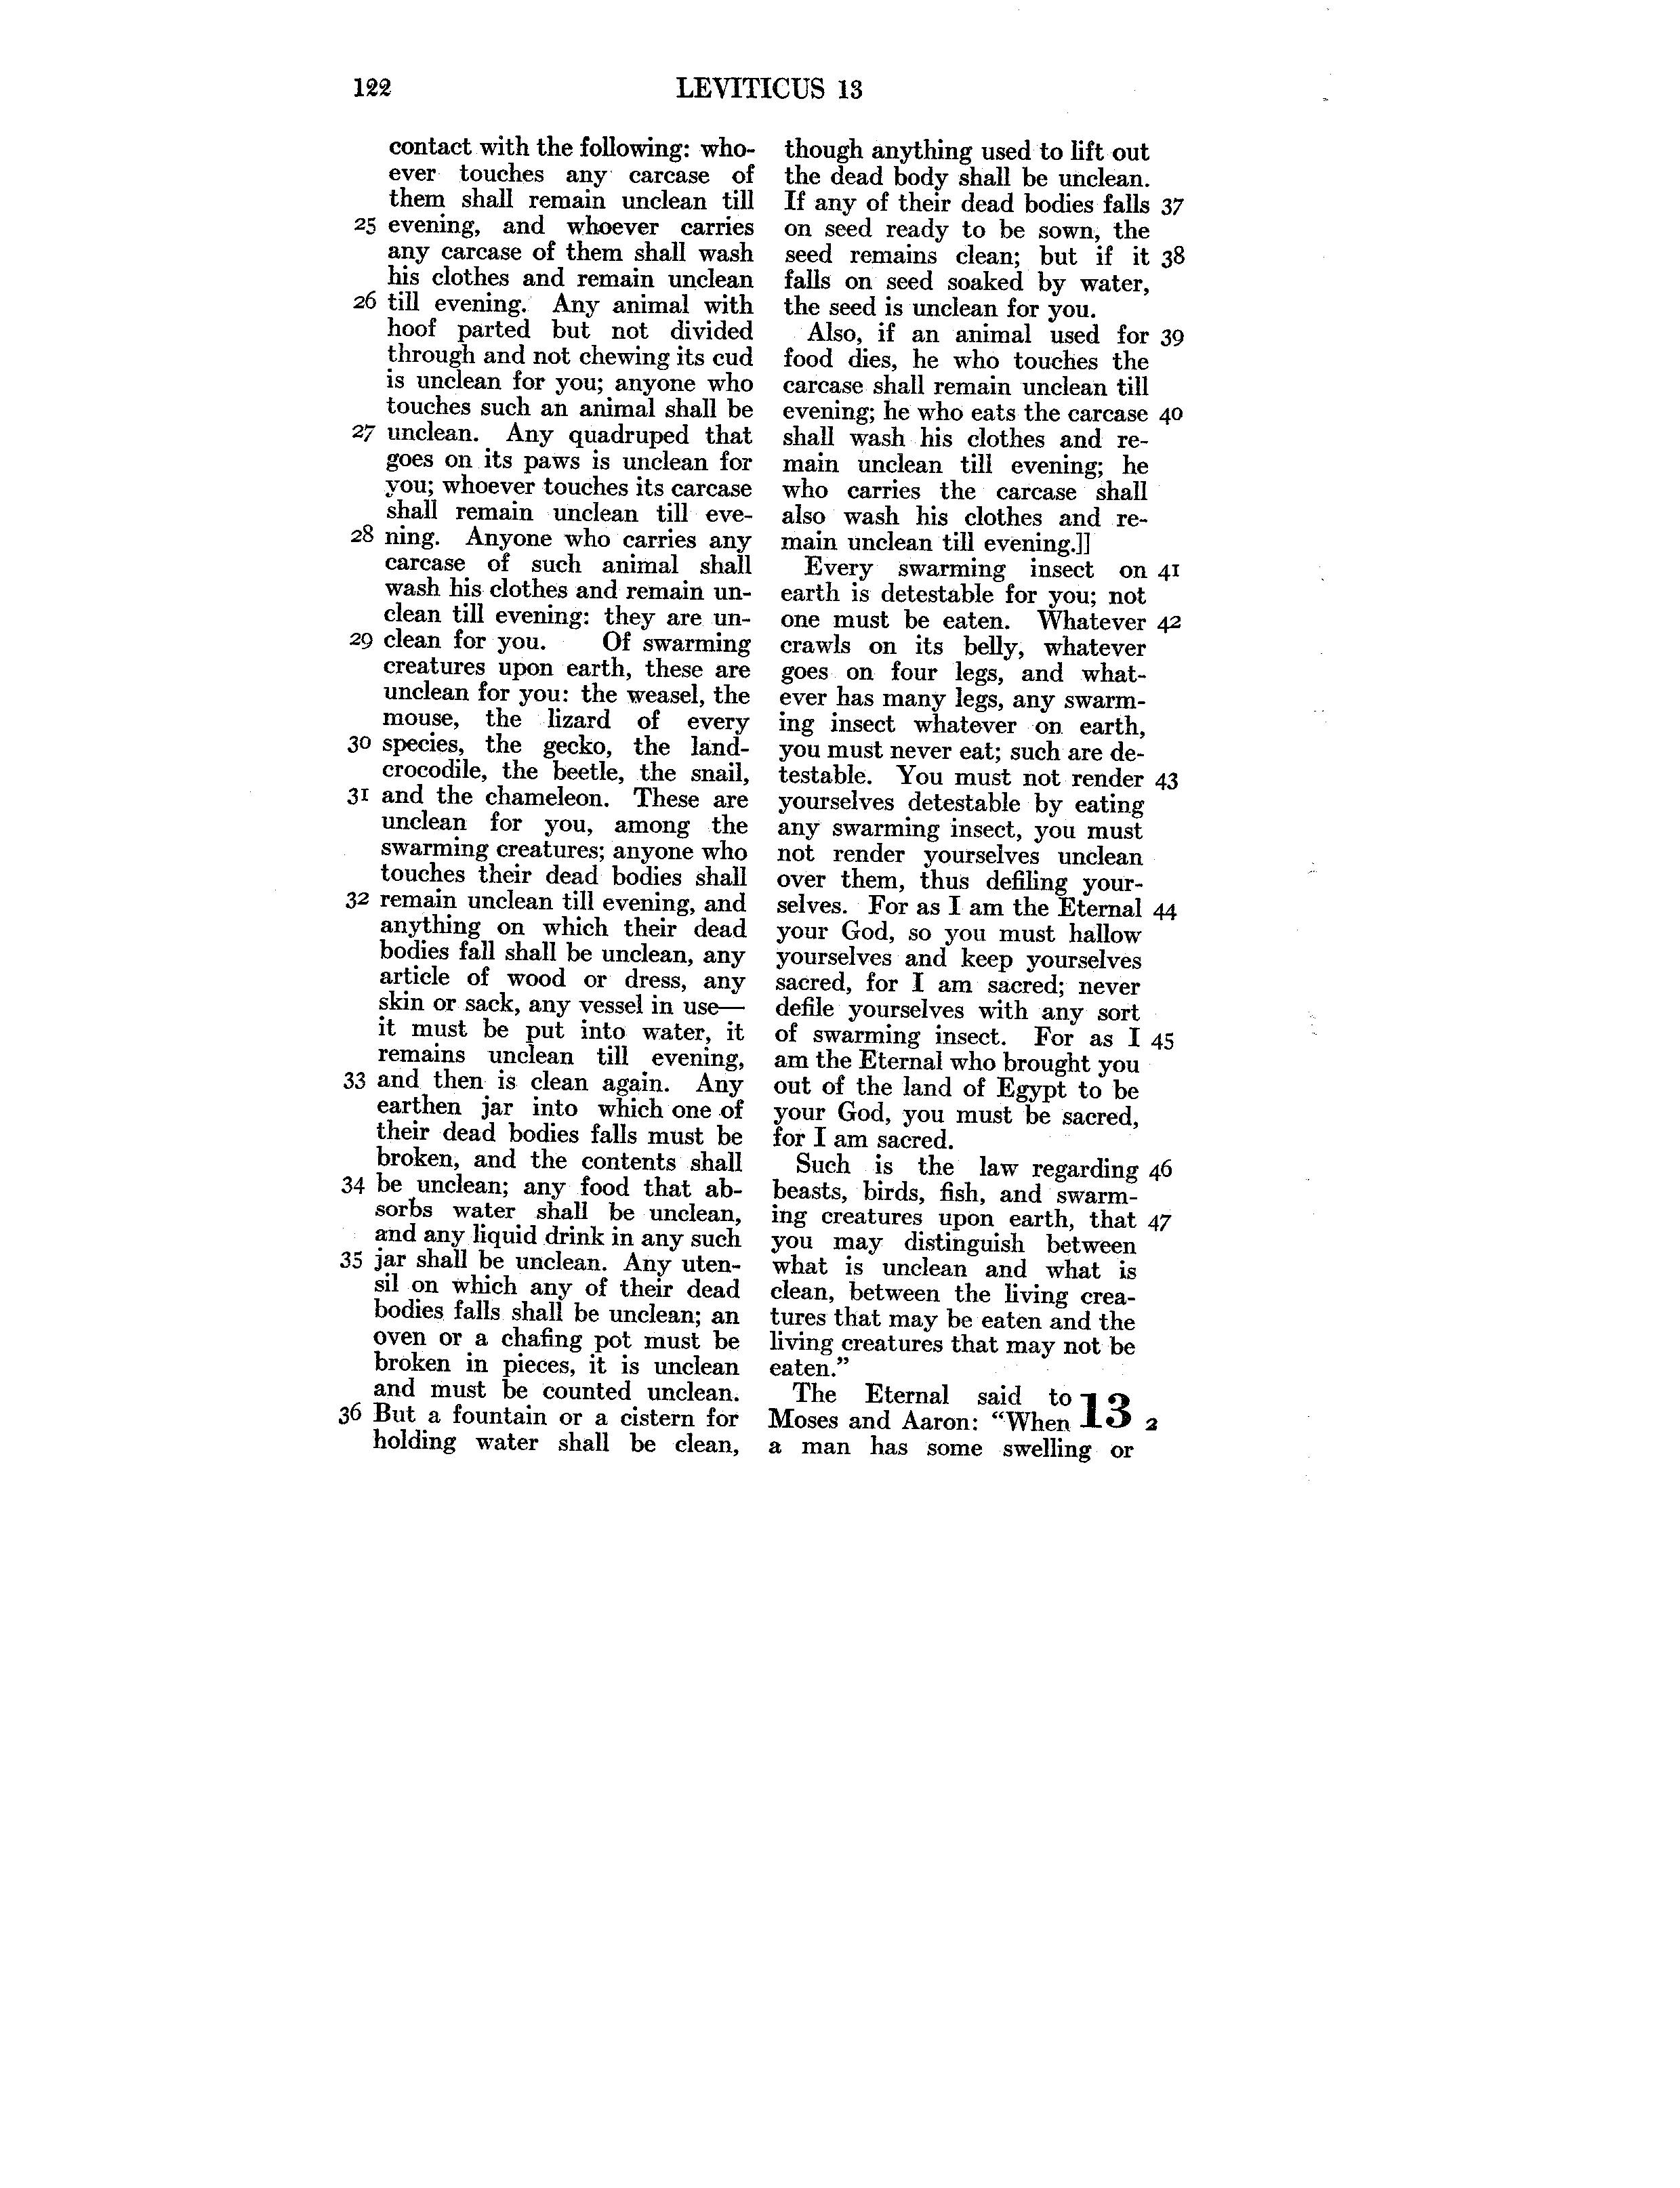 122 LEVITICUS 13
contact with the following: who-
ever touches any carcase of
them shall remain unclean till
25 evening, and whoever carries
any carcase of them shall wash
his clothes and remain unclean
26 till evening. Any animal with
hoof parted but not divided
through and not chewing its cud
is unclean for you; anyone who
touches such an animal shall be
27 unclean. Any quadruped that
goes on its paws is unclean for
you; whoever touches its carcase
shall remain unclean till eve-
28 ning. Anyone who carries any
carcase of such animal shall
wash his clothes and remain un-
clean till evening: they are un-
29 clean for you. Of swarming
creatures upon earth, these are
unclean for you: the weasel, the
mouse, the lizard of every
30 species, the gecko, the land-
crocodile, the beetle, the snail,
31 and the chameleon. These are
unclean for you, among the
swarming creatures; anyone who
touches their dead bodies shall
32 remain unclean till evening, and
anything on which their dead
bodies fall shall be unclean, any
article of wood or dress, any
skin or sack, any vessel in use—
it must be put into water, it
remains unclean till evening,
33 and then is clean again. Any
earthen jar into which one of
their dead bodies falls must be
broken, and the contents shall
34 be unclean; any food that ab-
sorbs water shall be unclean,
and any liquid drink in any such
35 jar shall be unclean. Any uten-
sil on which any of their dead
bodies falls shall be unclean; an
oven or a chafing pot must be
broken in pieces, it is unclean
and must be counted unclean.
36 But a fountain or a cistern for
holding water shall be clean,
though anything used to lift out
the dead body shall be unclean.
If any of their dead bodies falls 37
on seed ready to be sown, the
seed remains clean; but if it 38
falls on seed soaked by water,
the seed is unclean for you.
Also, if an animal used for 39
food dies, he who touches the
carcase shall remain unclean till
evening; he who eats the carcase 40
shall wash his clothes and re-
main unclean till evening; he
who carries the carcase shall
also wash his clothes and re-
main unclean till evening.]]
Every swarming insect on 41
earth is detestable for you; not
one must be eaten. Whatever 42
crawls on its belly, whatever
goes on four legs, and what-
ever has many legs, any swarm-
ing insect whatever on earth,
you must never eat; such are de-
testable. You must not render 43
yourselves detestable by eating
any swarming insect, you must
not render yourselves unclean
over them, thus defiling your-
selves. For as I am the Eternal 44
your God, so you must hallow
yourselves and keep yourselves
sacred, for I am sacred; never
defile yourselves with any sort
of swarming insect. For as I 45
am the Eternal who brought you
out of the land of Egypt to be
your God, you must be sacred,
for I am sacred.
Such is the law regarding 46
beasts, birds, fish, and swarm-
ing creatures upon earth, that 47
you may distinguish between
what is unclean and what is
clean, between the living crea-
tures that may be eaten and the
living creatures that may not be
eaten.”
The Eternal said to 13
Moses and Aaron: “When 2
a man has some swelling or